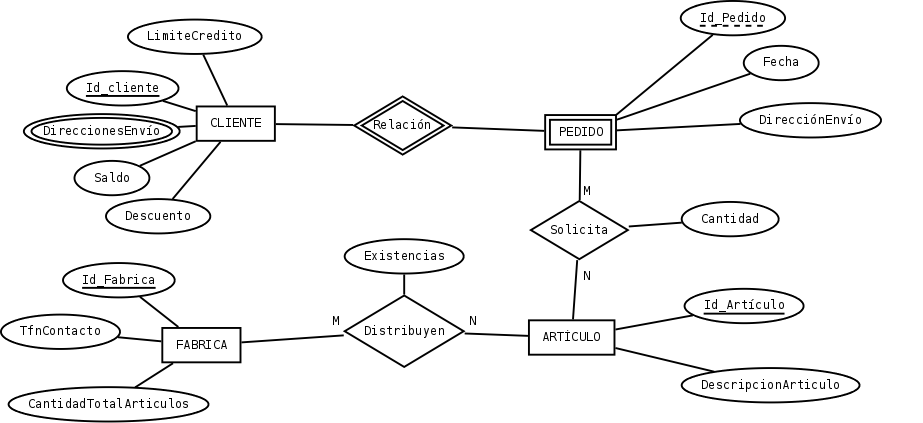 Id_Pedido
LimiteCredito
Fecha
Id_cliente
DireccionesEnvío
CLIENTE
Relación
PEDIDO
DirecciónEnvío
Saldo
Descuento
M
Solicita
Cantidad
Existencias
N
Id_Fabrica
Id_Artículo
TfnContacto
M
Distribuyen
N
FABRICA
ARTÍCULO
CantidadTotalArticulos
DescripcionArticulo